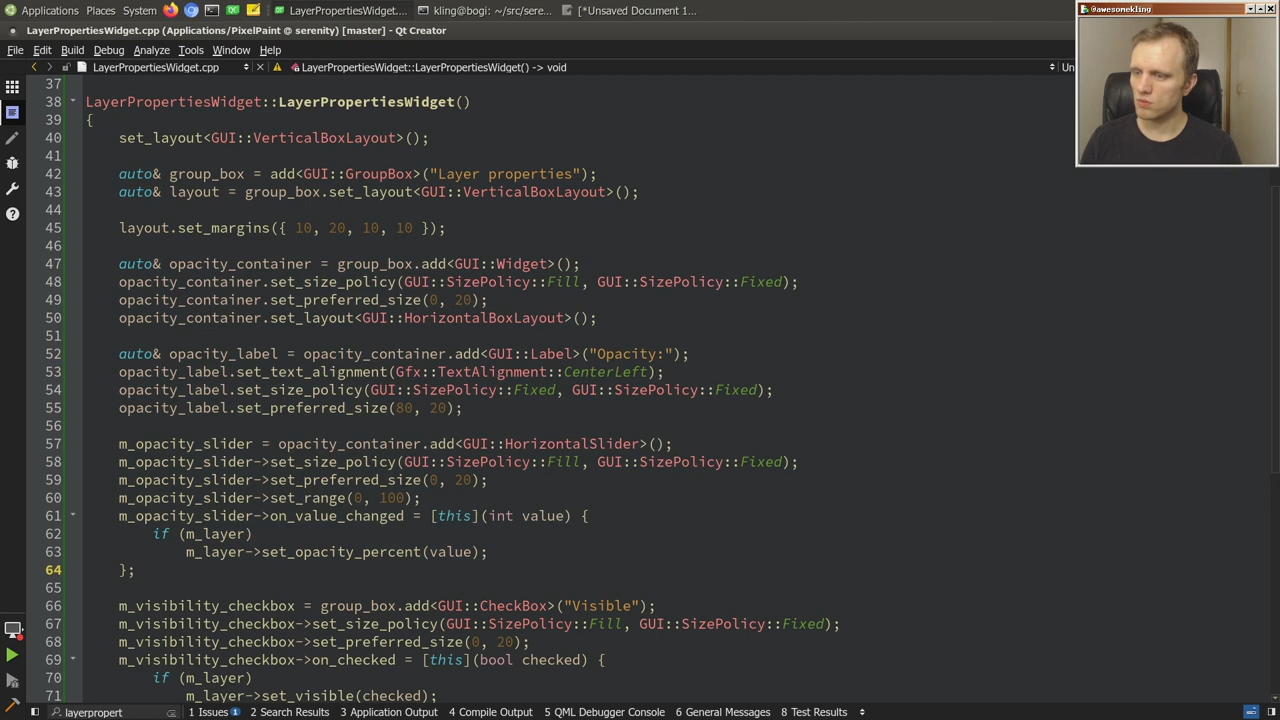 Applications Places System LayerPropertiesWidget.... kling@bogi: ~/src/sere... [*Unsaved Document 1...
@awesomekling
LayerPropertiesWidget.cpp (Applications/PixelPaint @ serenity) [master] - Qt Creator
File Edit Build Debug Analyze Tools Window Help
LayerPropertiesWidget.cpp LayerPropertiesWidget::LayerPropertiesWidget() -> void Un
37
38 LayerPropertiesWidget::LayerPropertiesWidget()
39 {
40 set_layout<GUI::VerticalBoxLayout>();
41
42 auto& group_box = add<GUI::GroupBox>("Layer properties");
43 auto& layout = group_box.set_layout<GUI::VerticalBoxLayout>();
44
45 layout.set_margins({ 10, 20, 10, 10 });
46
47 auto& opacity_container = group_box.add<GUI::Widget>();
48 opacity_container.set_size_policy(GUI::SizePolicy::Fill, GUI::SizePolicy::Fixed);
49 opacity_container.set_preferred_size(0, 20);
50 opacity_container.set_layout<GUI::HorizontalBoxLayout>();
51
52 auto& opacity_label = opacity_container.add<GUI::Label>("Opacity:");
53 opacity_label.set_text_alignment(Gfx::TextAlignment::CenterLeft);
54 opacity_label.set_size_policy(GUI::SizePolicy::Fixed, GUI::SizePolicy::Fixed);
55 opacity_label.set_preferred_size(80, 20);
56
57 m_opacity_slider = opacity_container.add<GUI::HorizontalSlider>();
58 m_opacity_slider->set_size_policy(GUI::SizePolicy::Fill, GUI::SizePolicy::Fixed);
59 m_opacity_slider->set_preferred_size(0, 20);
60 m_opacity_slider->set_range(0, 100);
61 m_opacity_slider->on_value_changed = [this](int value) {
62 if (m_layer)
63 m_layer->set_opacity_percent(value);
64 };
65
66 m_visibility_checkbox = group_box.add<GUI::CheckBox>("Visible");
67 m_visibility_checkbox->set_size_policy(GUI::SizePolicy::Fill, GUI::SizePolicy::Fixed);
68 m_visibility_checkbox->set_preferred_size(0, 20);
69 m_visibility_checkbox->on_checked = [this](bool checked) {
70 if (m_layer)
71 m_layer->set_visible(checked);
layerpropert 1 Issues 1 2 Search Results 3 Application Output 4 Compile Output 5 QML Debugger Console 6 General Messages 8 Test Results